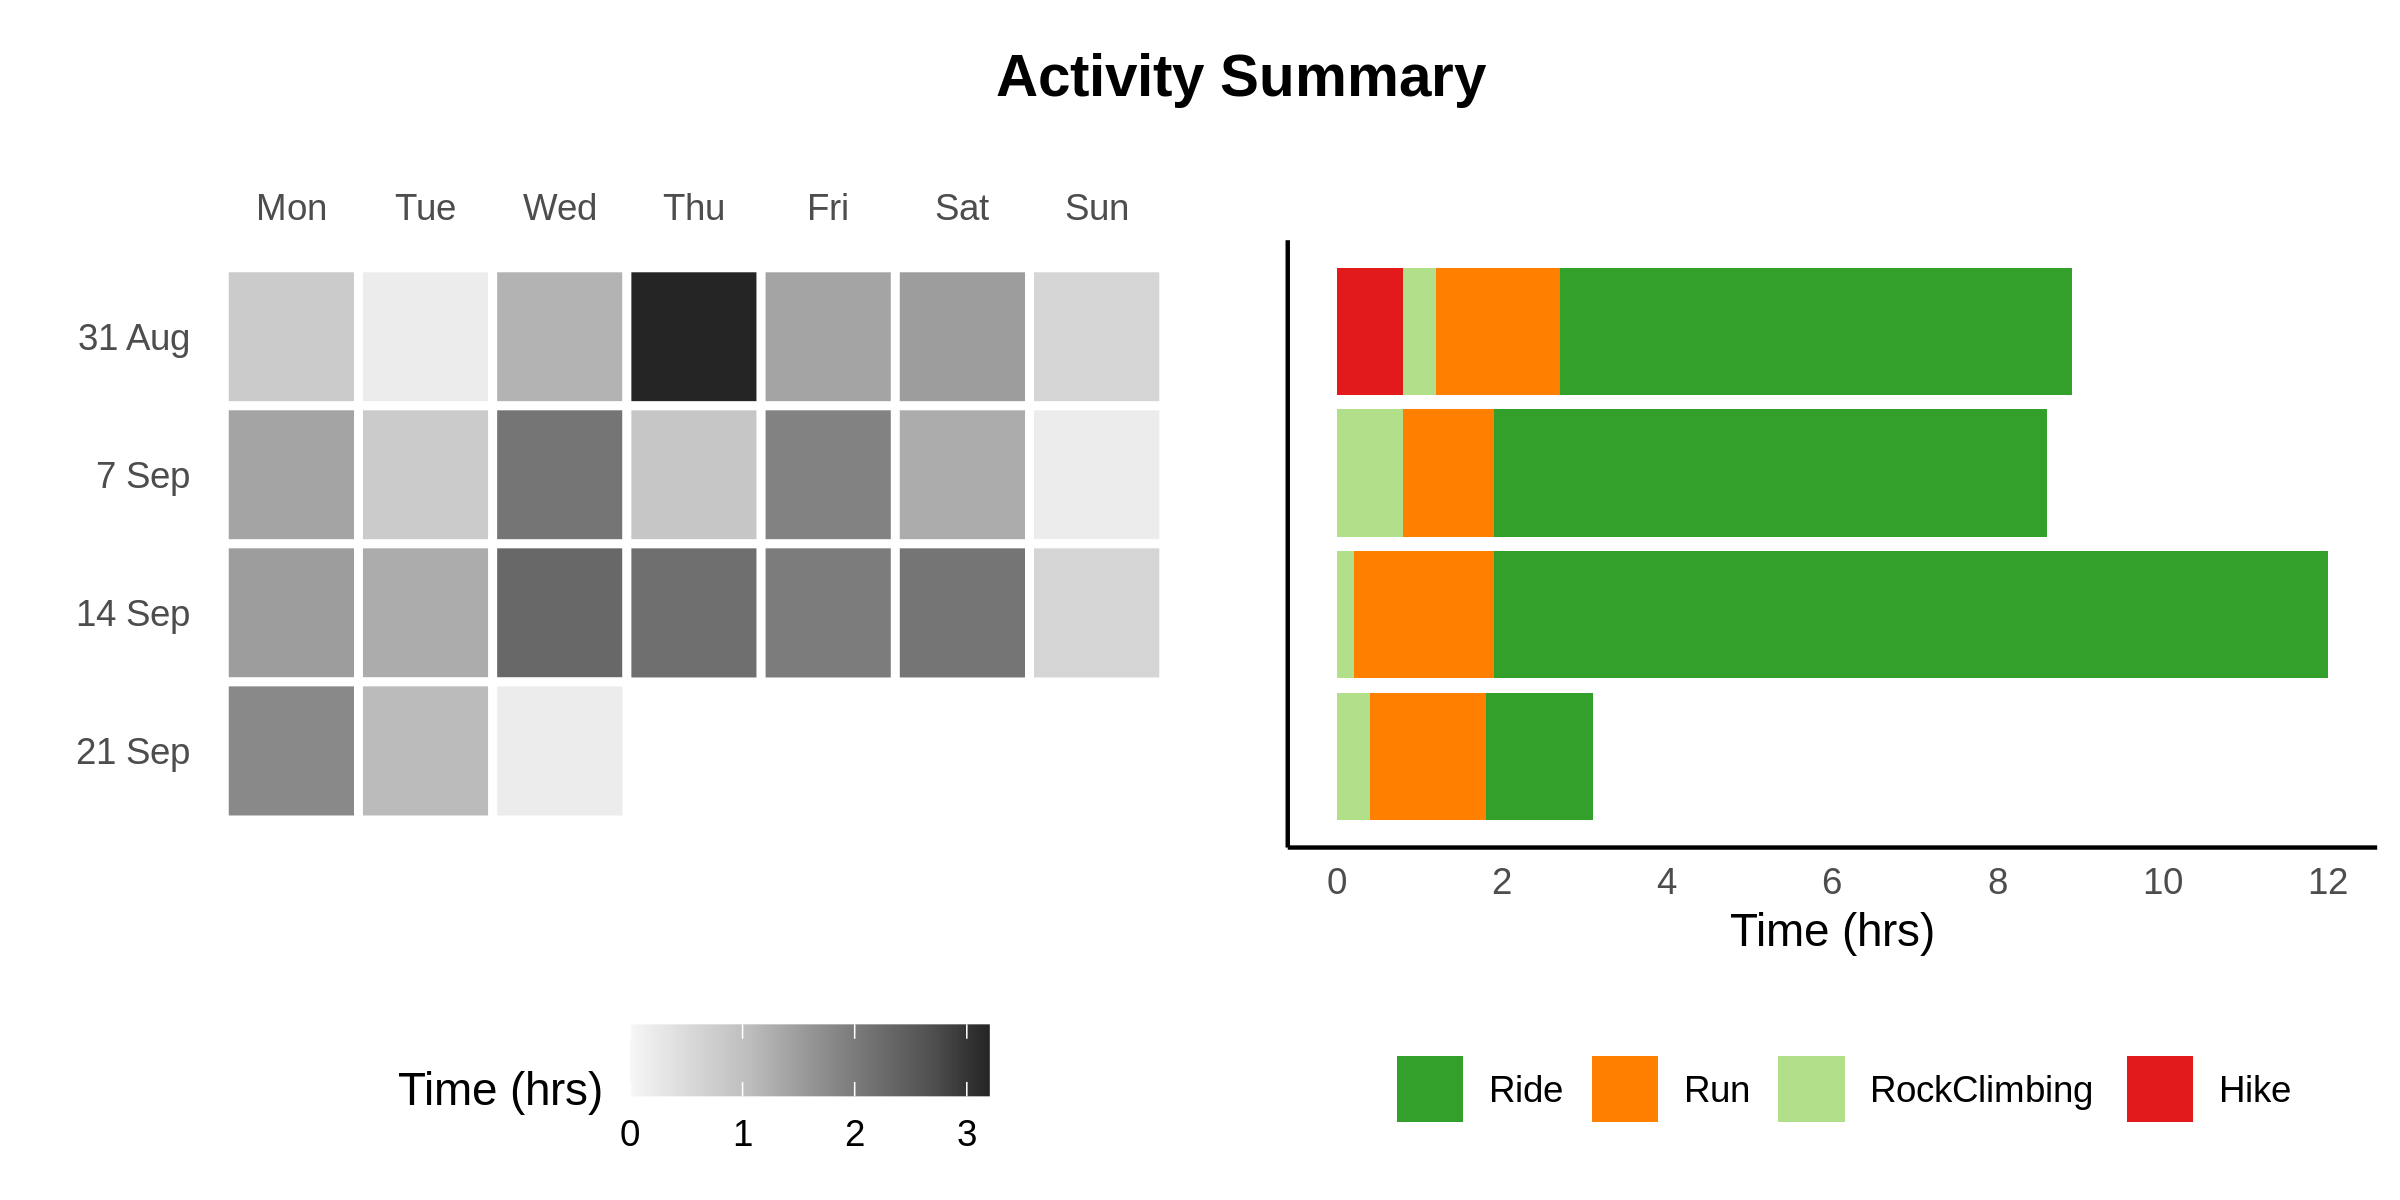 Activity Summary
Mon Tue Wed Thu Fri Sat Sun
31 Aug
7 Sep
14 Sep
21 Sep
0 2 4 6 8 10 12
Time (hrs)
Time (hrs)
0 1 2 3
Ride Run RockClimbing Hike